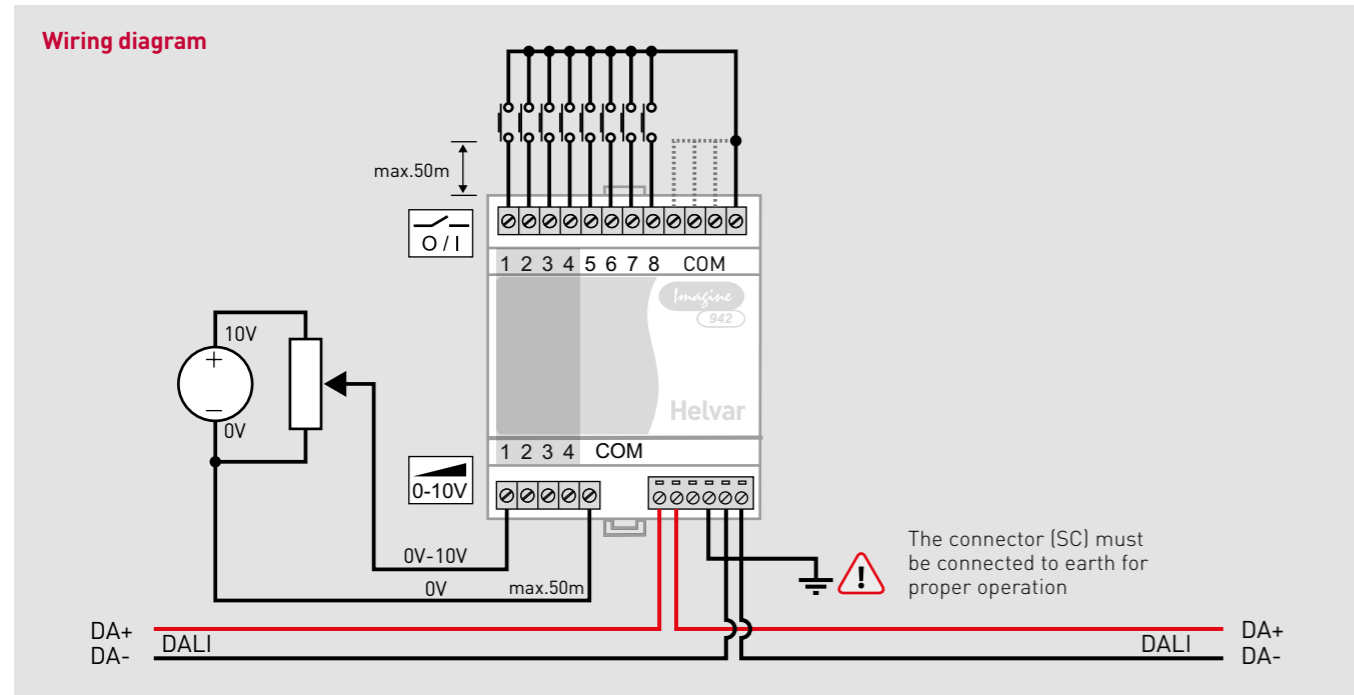 Wiring diagram
max.50m
O / I
1 2 3 4 5 6 7 8 COM
Imagine
942
10V
+
–
0V
Helvar
1 2 3 4 COM
0-10V
0V-10V
0V max.50m
!
The connector (SC) must
be connected to earth for
proper operation
DA+
DALI
DA-
DA+
DALI
DA-